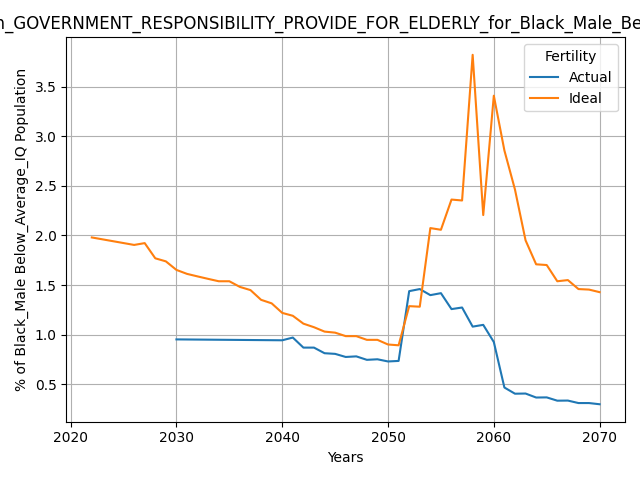 GOVERNMENT_RESPONSIBILITY_PROVIDE_FOR_ELDERLY_for_Black_Male_Be
Fertility
Actual
Ideal
% of Black_Male Below_Average_IQ Population
3.5
3.0
2.5
2.0
1.5
1.0
0.5
2020 2030 2040 2050 2060 2070
Years